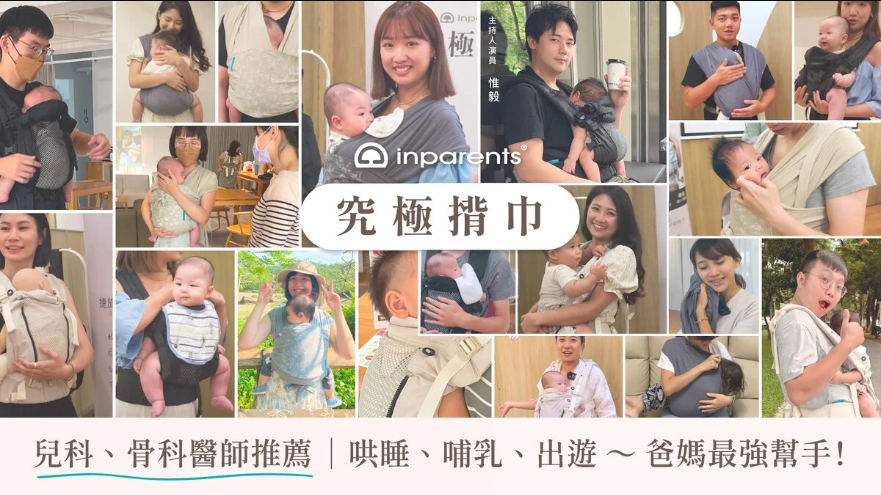 inparents®
究極揹巾
主持人演員 惟毅
inp
極
兒科、骨科醫師推薦｜哄睡、哺乳、出遊～爸媽最強幫手！